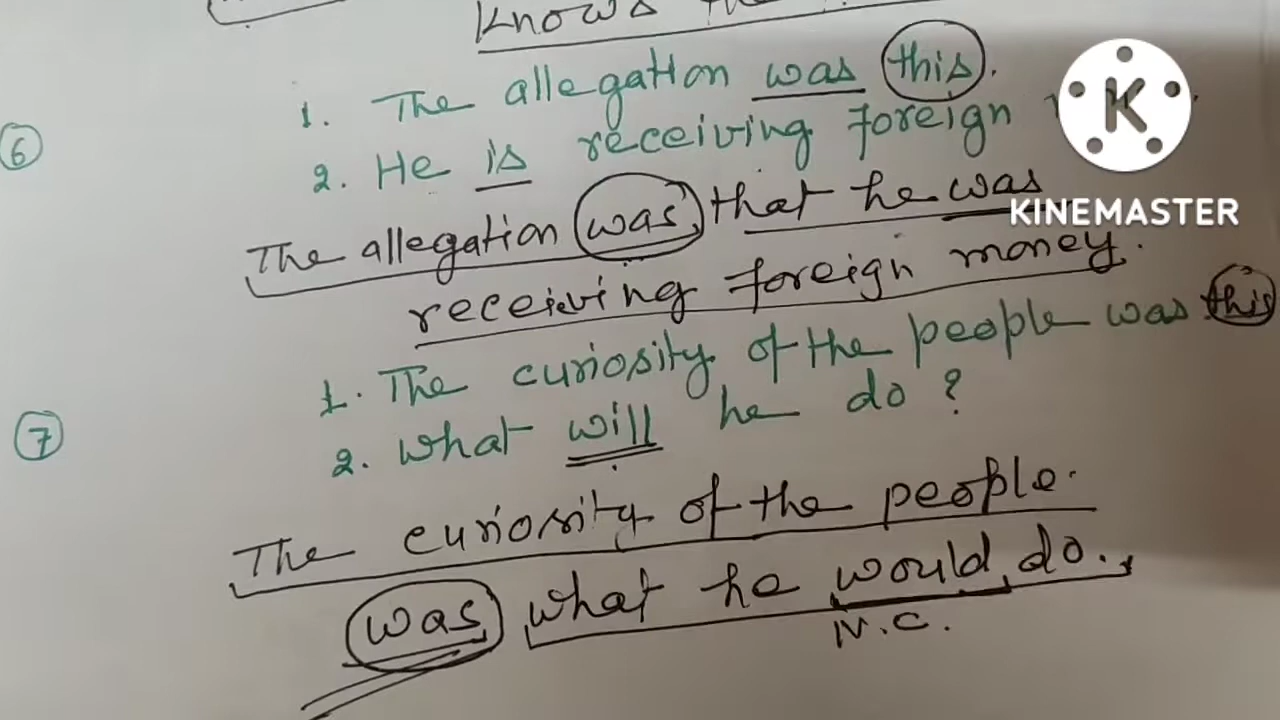 Knows the
1. The allegation was this.
6
2. He is receiving foreign
The allegation was that he was
receiving foreign money.
1. The curiosity of the people was this
7
2. What will he do ?
The curiosity of the people.
was what he would do.
N.C.
K
KINEMASTER